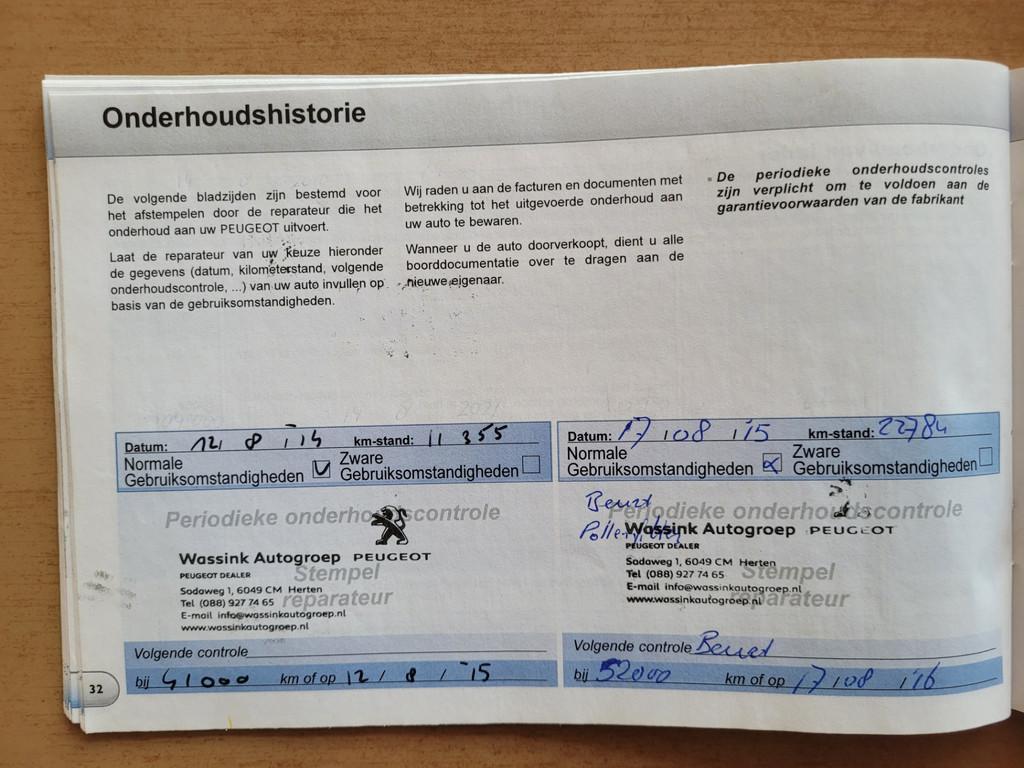 Onderhoudshistorie
De volgende bladzijden zijn bestemd voor
het afstempelen door de reparateur die het
onderhoud aan uw PEUGEOT uitvoert.
Laat de reparateur van uw keuze hieronder
de gegevens (datum, kilometerstand, volgende
onderhoudscontrole, ...) van uw auto invullen op
basis van de gebruiksomstandigheden.
Wij raden u aan de facturen en documenten met
betrekking tot het uitgevoerde onderhoud aan
uw auto te bewaren.
Wanneer u de auto doorverkoopt, dient u alle
boorddocumentatie over te dragen aan de
nieuwe eigenaar.
De periodieke onderhoudscontroles
zijn verplicht om te voldoen aan de
garantievoorwaarden van de fabrikant
Datum: 12/ 8 / '14 km-stand: 11 355
Normale
Gebruiksomstandigheden
Zware
Gebruiksomstandigheden
Periodieke onderhoudscontrole
Wassink Autogroep PEUGEOT
PEUGEOT DEALER
Stempel
Sodaweg 1, 6049 CM Herten
Tel (088) 927 74 65
reparateur
E-mail info@wassinkautogroep.nl
www.wassinkautogroep.nl
Volgende controle
bij 41000 km of op 12 / 8 / '15
Datum: 17 / 08 / 15 km-stand: 22784
Normale
Gebruiksomstandigheden
Zware
Gebruiksomstandigheden
Periodieke onderhoudscontrole
Wassink Autogroep PEUGEOT
PEUGEOT DEALER
Stempel
Sodaweg 1, 6049 CM Herten
Tel (088) 927 74 65
reparateur
E-mail info@wassinkautogroep.nl
www.wassinkautogroep.nl
Volgende controle
bij 52000 km of op 17 / 08 / 16
32